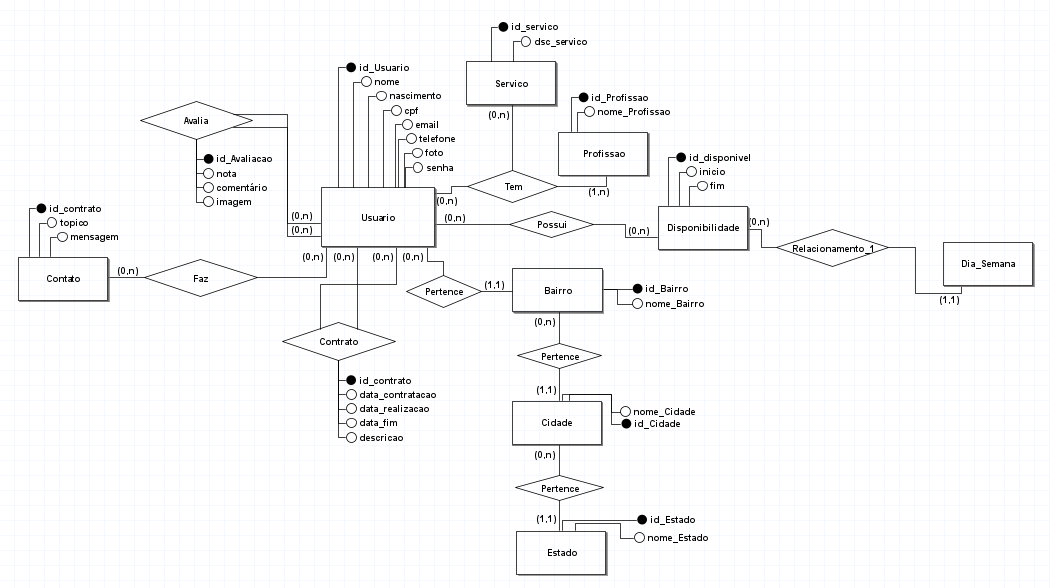 id_servico
dsc_servico
Servico
(0,n)
id_Usuario
nome
nascimento
cpf
email
telefone
foto
senha
Usuario
id_Profissao
nome_Profissao
Profissao
(1,n)
Avalia
id_Avaliacao
nota
comentário
imagem
(0,n)
(0,n)
Tem
(0,n)
id_disponivel
inicio
fim
Disponibilidade
(0,n)
Possui
(0,n)
(0,n)
Relacionamento_1
Dia_Semana
(1,1)
id_contrato
topico
mensagem
Contato
(0,n)
Faz
(0,n)
(0,n)
(0,n)
(0,n)
Pertence
(1,1)
Bairro
id_Bairro
nome_Bairro
(0,n)
Contrato
id_contrato
data_contratacao
data_realizacao
data_fim
descricao
Pertence
(1,1)
Cidade
nome_Cidade
id_Cidade
(0,n)
Pertence
(1,1)
Estado
id_Estado
nome_Estado